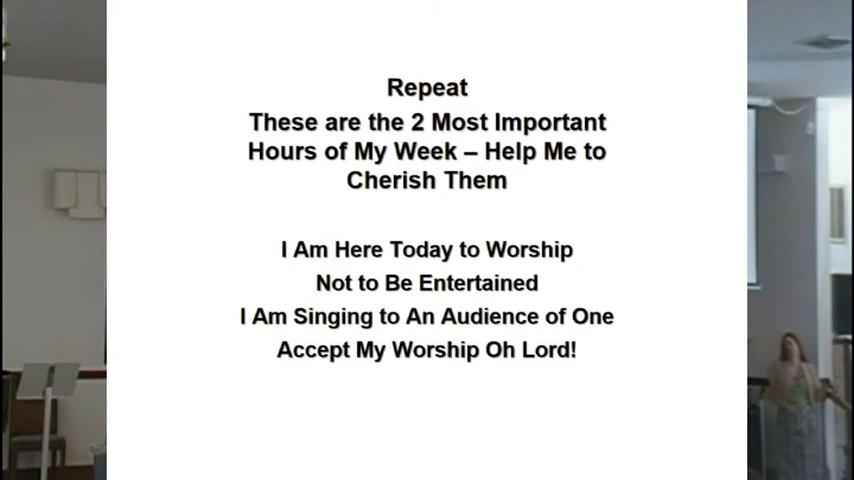 Repeat
These are the 2 Most Important
Hours of My Week – Help Me to
Cherish Them
I Am Here Today to Worship
Not to Be Entertained
I Am Singing to An Audience of One
Accept My Worship Oh Lord!